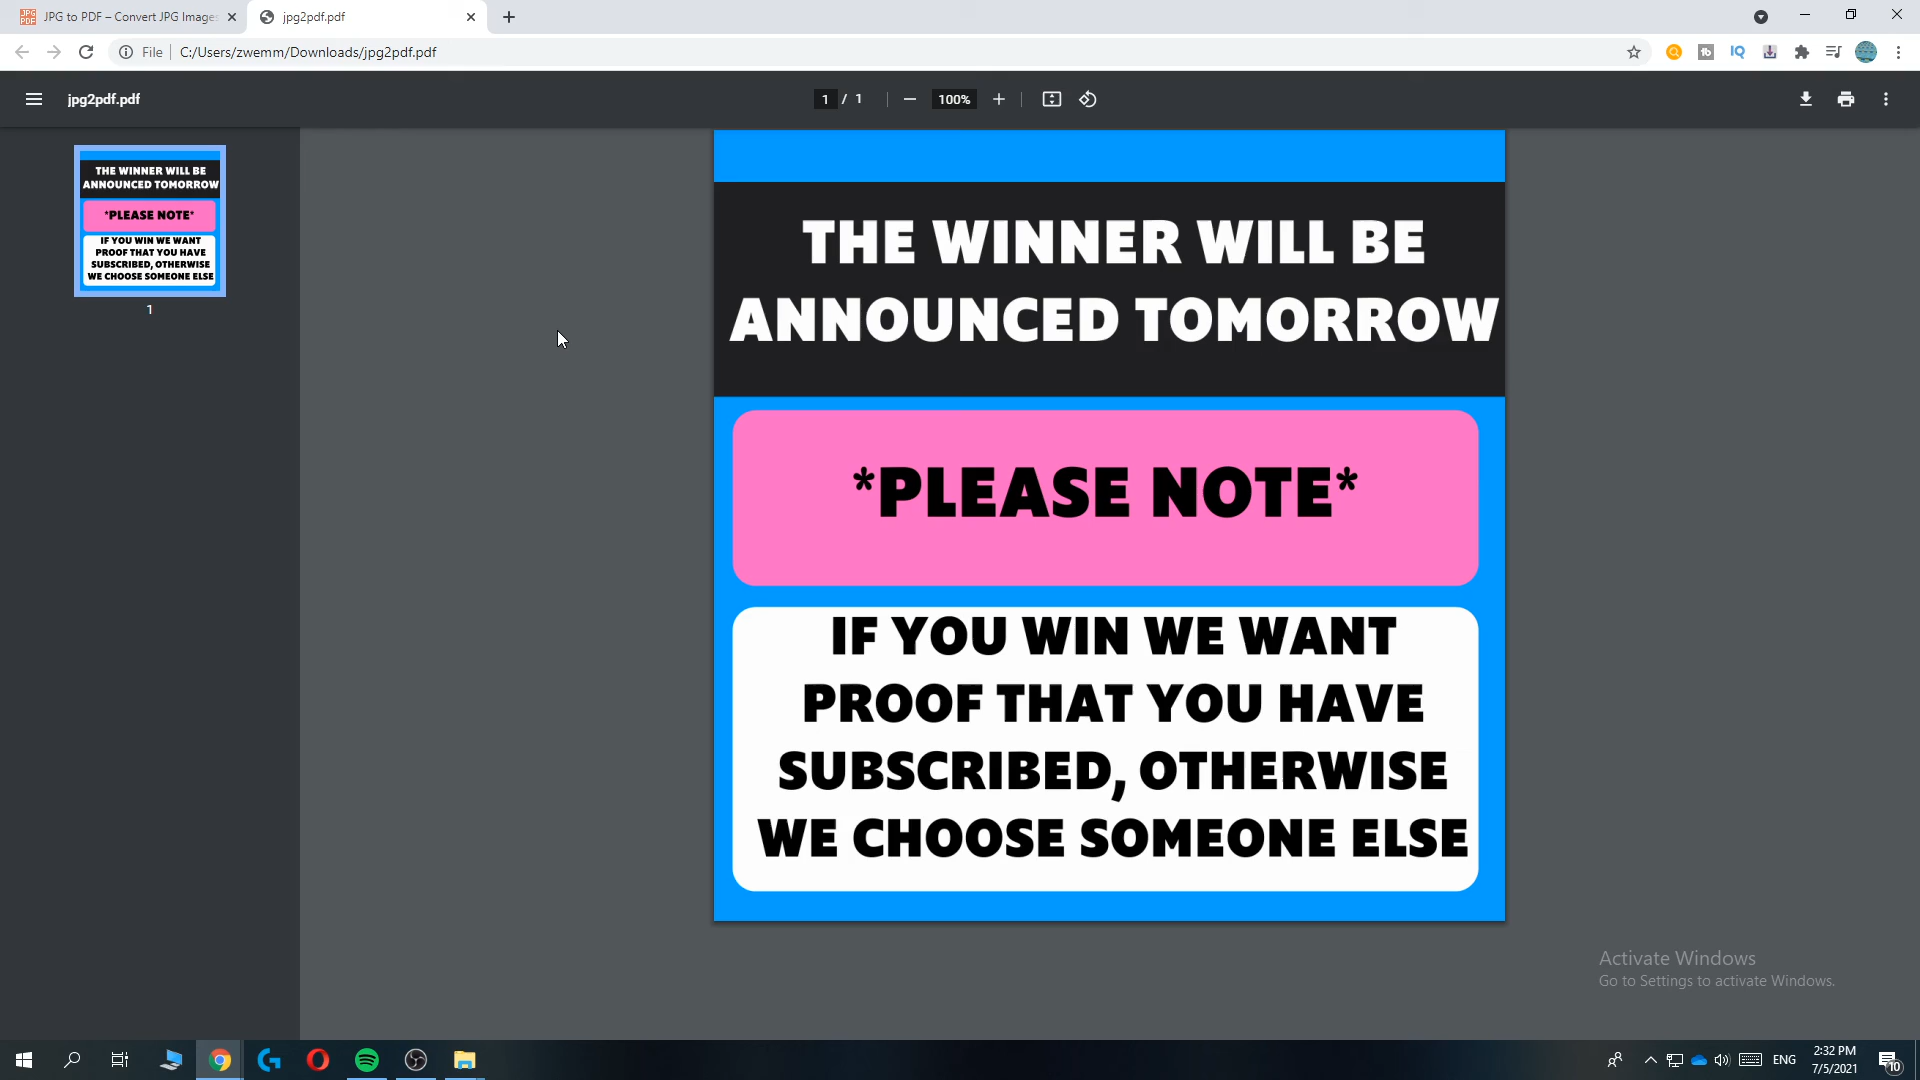 JPG to PDF – Convert JPG Images
jpg2pdf.pdf
File
C:/Users/zwemm/Downloads/jpg2pdf.pdf
jpg2pdf.pdf
1 / 1
100%
THE WINNER WILL BE
ANNOUNCED TOMORROW
*PLEASE NOTE*
IF YOU WIN WE WANT
PROOF THAT YOU HAVE
SUBSCRIBED, OTHERWISE
WE CHOOSE SOMEONE ELSE
1
THE WINNER WILL BE
ANNOUNCED TOMORROW
*PLEASE NOTE*
IF YOU WIN WE WANT
PROOF THAT YOU HAVE
SUBSCRIBED, OTHERWISE
WE CHOOSE SOMEONE ELSE
Activate Windows
Go to Settings to activate Windows.
ENG
2:32 PM
7/5/2021
10